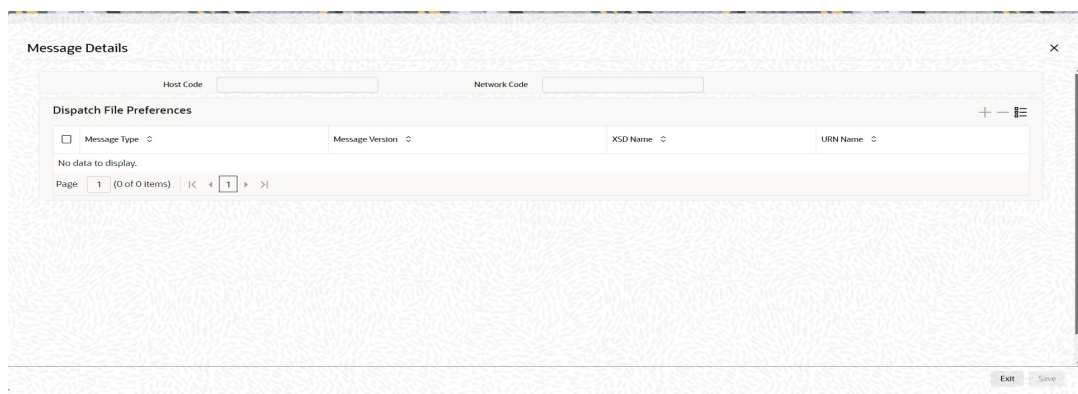 Message Details
Host Code Network Code
Dispatch File Preferences
Message Type Message Version XSD Name URN Name
No data to display.
Page 1 (0 of 0 items) 1
Exit Save